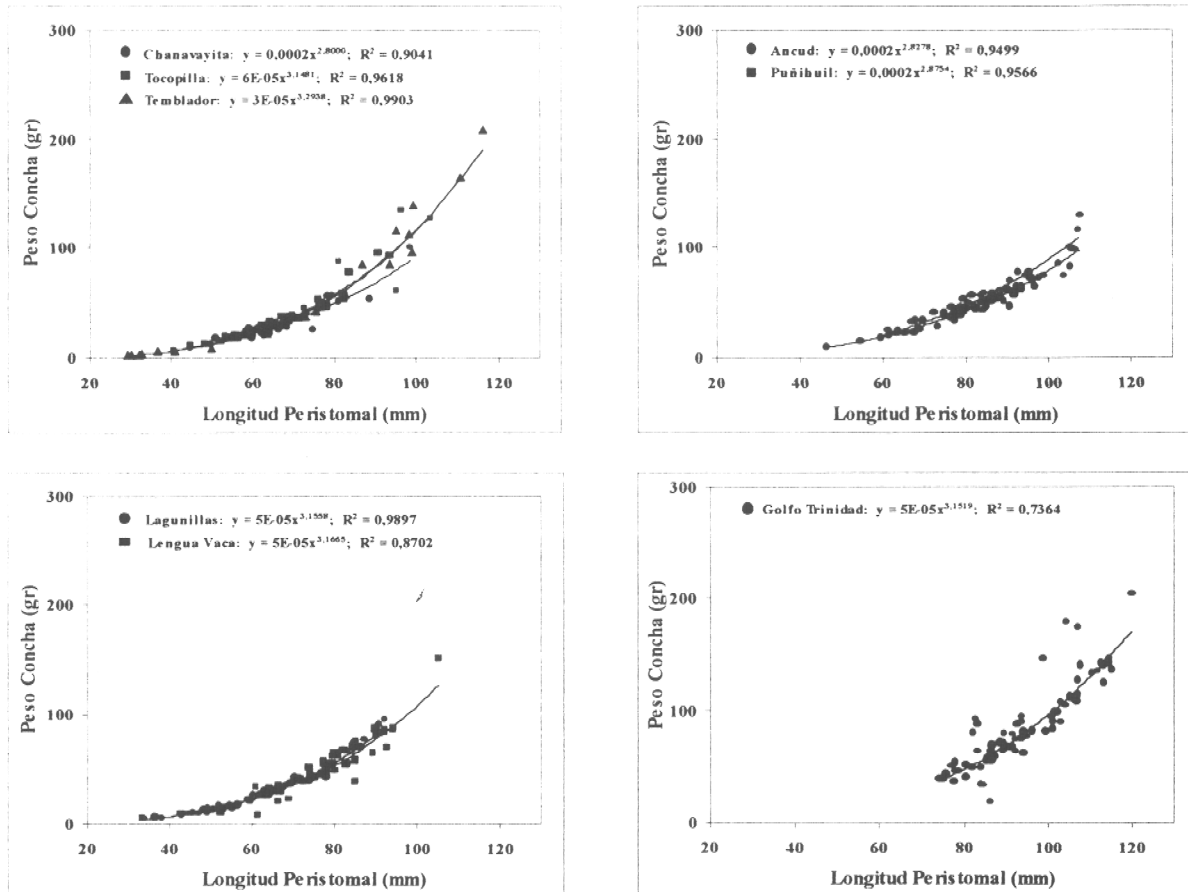 300
200
100
0
Peso Concha (gr)
Chanavayita: y = 0,0002x^2,8000; R² = 0,9041
Tocopilla: y = 6E-05x^3,1481; R² = 0,9618
Temblador: y = 3E-05x^3,2938; R² = 0,9903
20 40 60 80 100 120
Longitud Peristomal (mm)
300
200
100
0
Peso Concha (gr)
Ancud: y = 0,0002x^2,8278; R² = 0,9499
Puñihuil: y = 0,0002x^2,8754; R² = 0,9566
20 40 60 80 100 120
Longitud Peristomal (mm)
300
200
100
0
Peso Concha (gr)
Lagunillas: y = 5E-05x^3,1558; R² = 0,9897
Lengua Vaca: y = 5E-05x^3,1665; R² = 0,8702
20 40 60 80 100 120
Longitud Peristomal (mm)
300
200
100
0
Peso Concha (gr)
Golfo Trinidad: y = 5E-05x^3,1519; R² = 0,7364
20 40 60 80 100 120
Longitud Peristomal (mm)